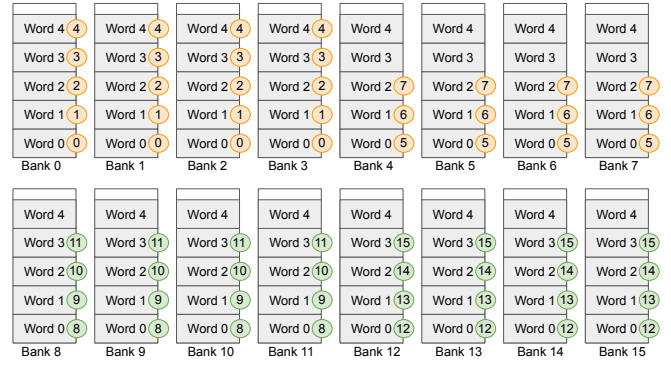 Word 4 4 Word 4 4 Word 4 4 Word 4 4 Word 4 Word 4 Word 4 Word 4
Word 3 3 Word 3 3 Word 3 3 Word 3 3 Word 3 Word 3 Word 3 Word 3
Word 2 2 Word 2 2 Word 2 2 Word 2 2 Word 2 7 Word 2 7 Word 2 7 Word 2 7
Word 1 1 Word 1 1 Word 1 1 Word 1 1 Word 1 6 Word 1 6 Word 1 6 Word 1 6
Word 0 0 Word 0 0 Word 0 0 Word 0 0 Word 0 5 Word 0 5 Word 0 5 Word 0 5
Bank 0 Bank 1 Bank 2 Bank 3 Bank 4 Bank 5 Bank 6 Bank 7
Word 4 Word 4 Word 4 Word 4 Word 4 Word 4 Word 4 Word 4
Word 3 11 Word 3 11 Word 3 11 Word 3 11 Word 3 15 Word 3 15 Word 3 15 Word 3 15
Word 2 10 Word 2 10 Word 2 10 Word 2 10 Word 2 14 Word 2 14 Word 2 14 Word 2 14
Word 1 9 Word 1 9 Word 1 9 Word 1 9 Word 1 13 Word 1 13 Word 1 13 Word 1 13
Word 0 8 Word 0 8 Word 0 8 Word 0 8 Word 0 12 Word 0 12 Word 0 12 Word 0 12
Bank 8 Bank 9 Bank 10 Bank 11 Bank 12 Bank 13 Bank 14 Bank 15